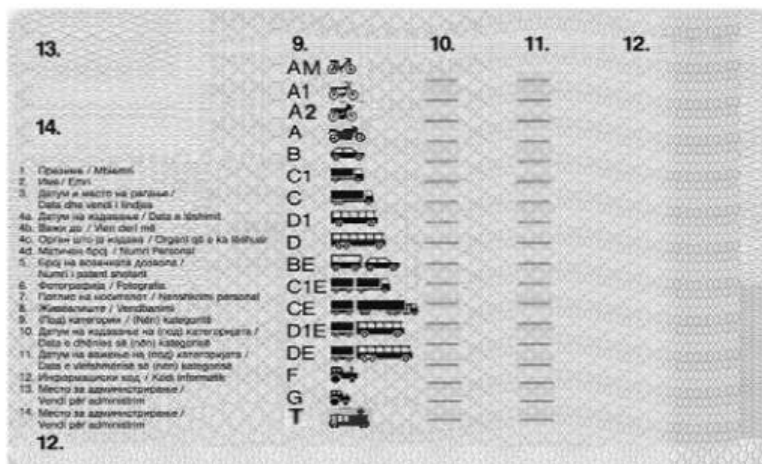 13.
9. 10. 11. 12.
AM
A1
A2
14.
A
B
C1
C
D1
D
BE
C1E
CE
D1E
DE
F
G
T
1. Презиме / Mbiemri
2. Име / Emri
3. Датум и место на раѓање /
Data dhe vendi i lindjes
4a. Датум на издавање / Data e lëshimit
4b. Важи до / Vlen deri më
4c. Орган што ја издава / Organi që e ka lëshuar
4d. Матичен број / Numri Personal
5. Број на возачката дозвола /
Numri i patent shoferit
6. Фотографија / Fotografia
7. Потпис на носителот / Nënshkrimi personal
8. Живеалиште / Vendbanimi
9. (Под) категории / (Nën) kategoritë
10. Датум на издавање на (под) категоријата /
Data e dhënies së (nën) kategorisë
11. Датум на важење на (под) категоријата /
Data e vlefshmërisë së (nën) kategorisë
12. Информациски код / Kodi informatik
13. Место за администрирање /
Vendi për administrim
14. Место за администрирање /
Vendi për administrim
12.